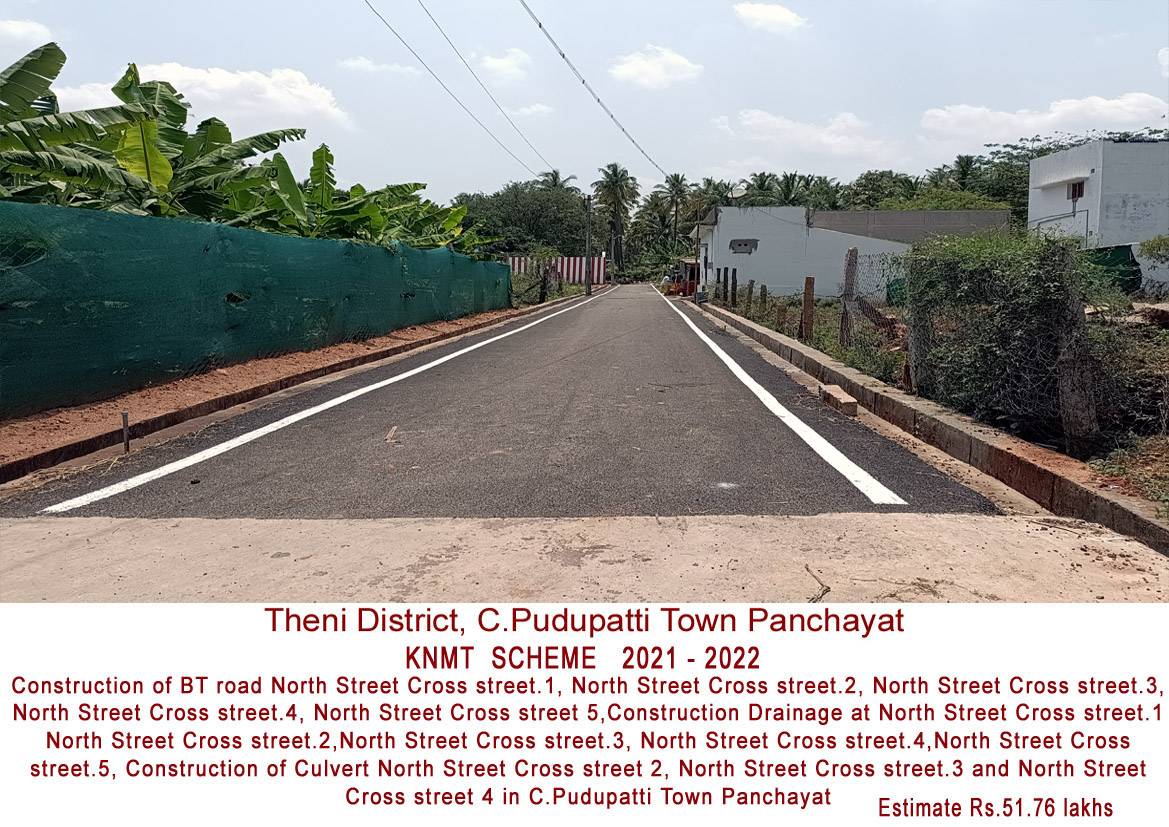 Theni District, C.Pudupatti Town Panchayat
KNMT SCHEME 2021 - 2022
Construction of BT road North Street Cross street.1, North Street Cross street.2, North Street Cross street.3,
North Street Cross street.4, North Street Cross street 5,Construction Drainage at North Street Cross street.1
North Street Cross street.2,North Street Cross street.3, North Street Cross street.4,North Street Cross
street.5, Construction of Culvert North Street Cross street 2, North Street Cross street.3 and North Street
Cross street 4 in C.Pudupatti Town Panchayat
Estimate Rs.51.76 lakhs